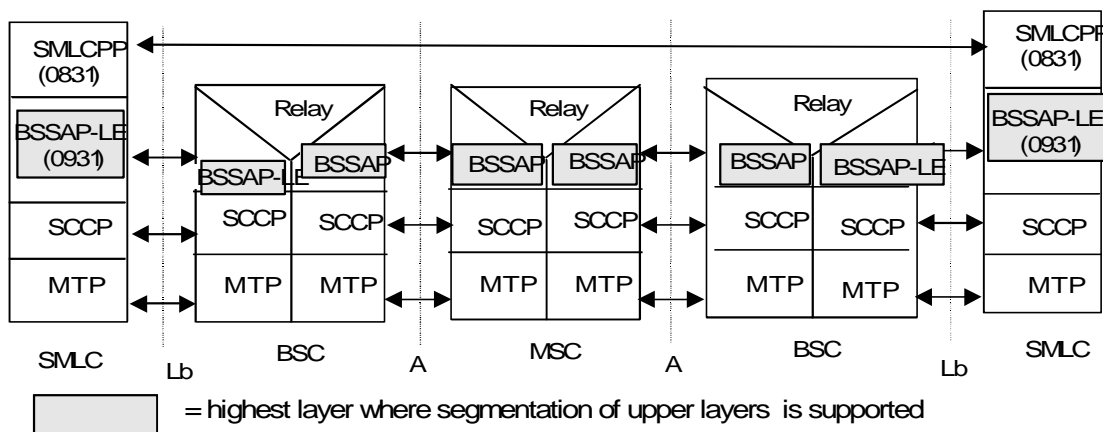 SMLCPP
(0831)
BSSAP-LE
(0931)
SCCP
MTP
SMLC
Lb
Relay
BSSAP-LE
BSSAP
SCCP
SCCP
MTP
MTP
BSC
A
Relay
BSSAP
BSSAP
SCCP
SCCP
MTP
MTP
MSC
A
Relay
BSSAP
BSSAP-LE
SCCP
SCCP
MTP
MTP
BSC
Lb
SMLCPP
(0831)
BSSAP-LE
(0931)
SCCP
MTP
SMLC
= highest layer where segmentation of upper layers is supported